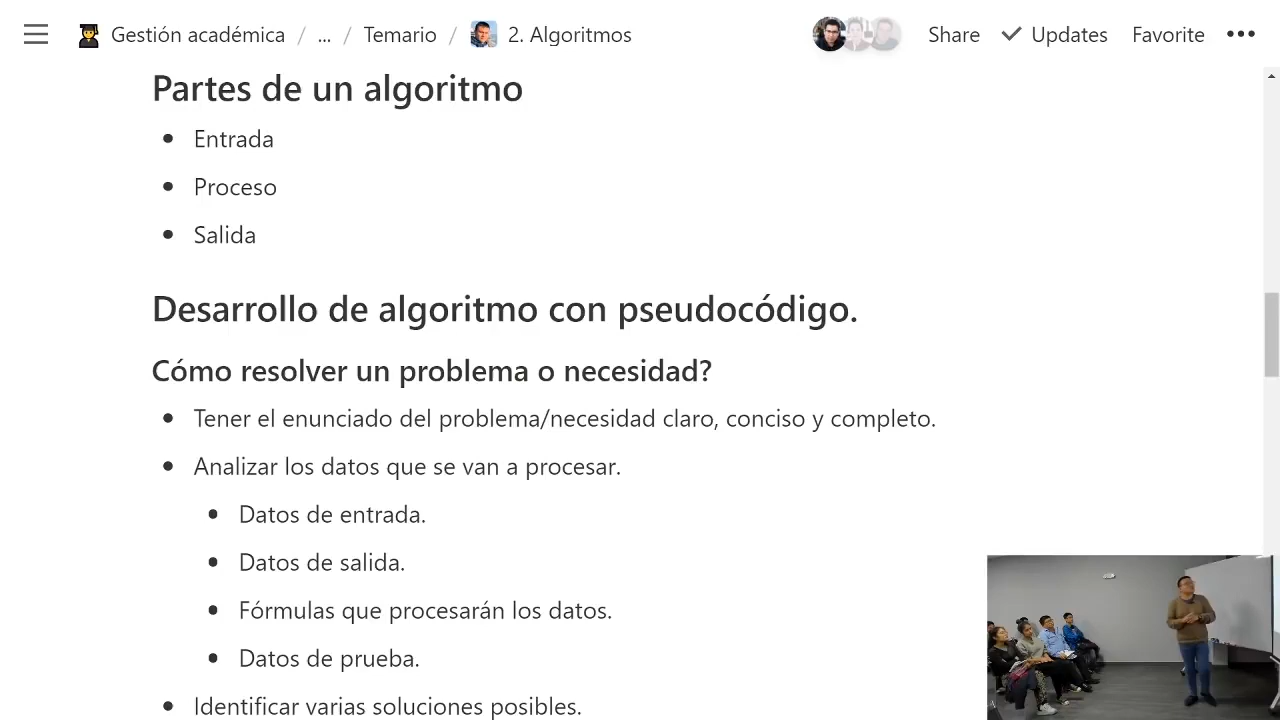 Gestión académica / ... / Temario / 2. Algoritmos Share Updates Favorite
Partes de un algoritmo
Entrada
Proceso
Salida
Desarrollo de algoritmo con pseudocódigo.
Cómo resolver un problema o necesidad?
Tener el enunciado del problema/necesidad claro, conciso y completo.
Analizar los datos que se van a procesar.
Datos de entrada.
Datos de salida.
Fórmulas que procesarán los datos.
Datos de prueba.
Identificar varias soluciones posibles.